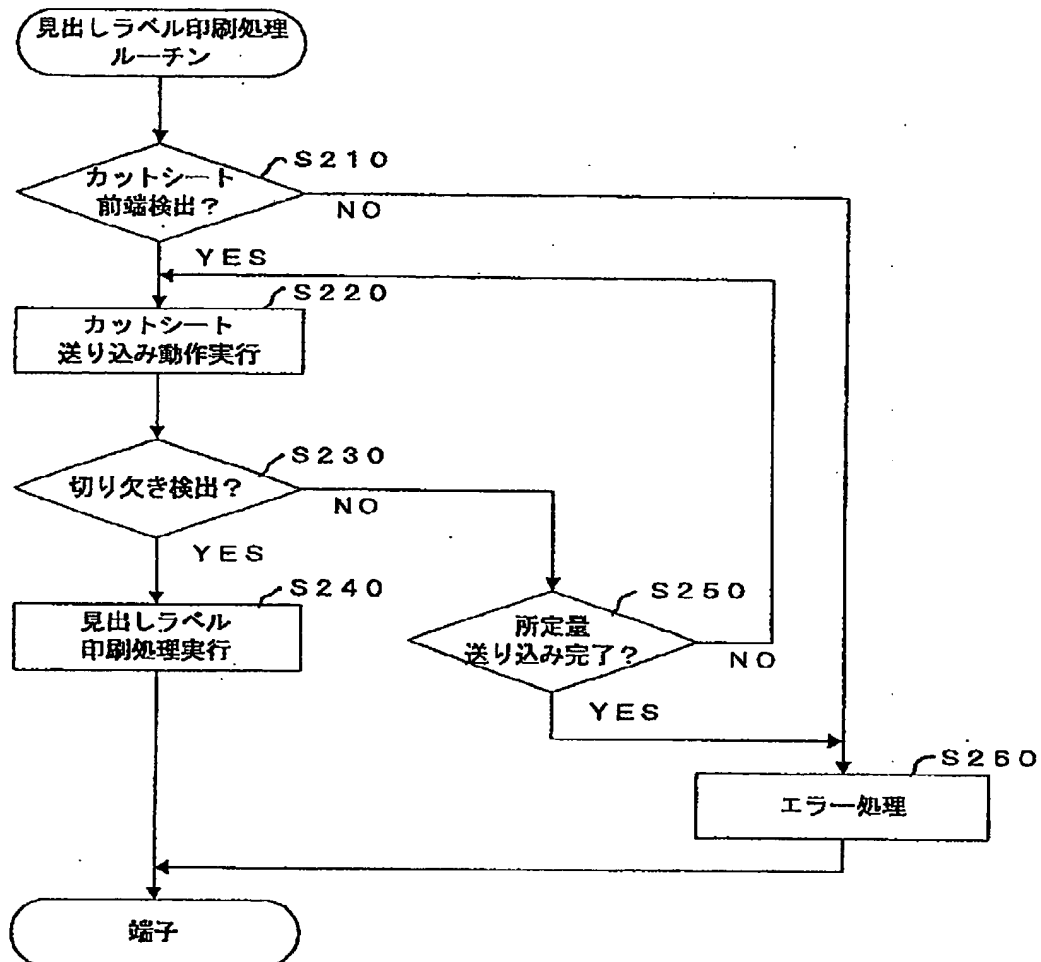 見出しラベル印刷処理
ルーチン
S210
カットシート
前端検出？
NO
YES
S220
カットシート
送り込み動作実行
S230
切り欠き検出？
NO
YES
S240
見出しラベル
印刷処理実行
S250
所定量
送り込み完了？
NO
YES
S260
エラー処理
端子